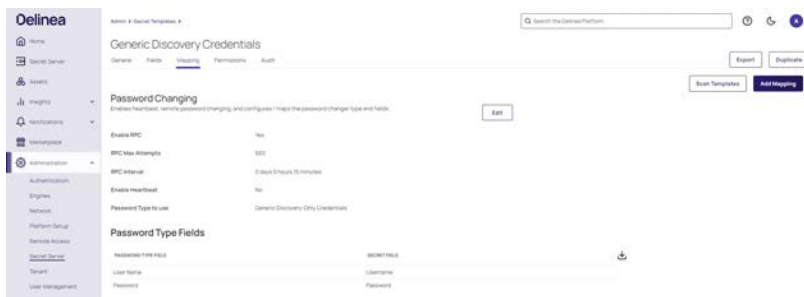 Delinea
Home
Secret Server
Assets
Insights
Notifications
Marketplace
Administration
Authentication
Engines
Network
Platform Setup
Remote Access
Secret Server
Tenant
User Management
Admin > Secret Templates >
Search the Delinea Platform
Generic Discovery Credentials
General Fields Mapping Permissions Audit
Export Duplicate
Scan Templates Add Mapping
Password Changing
Enables heartbeat, remote password changing, and configures / maps the password changer type and fields.
Edit
Enable RPC Yes
RPC Max Attempts
RPC Interval 0 days 0 hours 15 minutes
Enable Heartbeat No
Password Type to use Generic Discovery Only Credentials
Password Type Fields
PASSWORD TYPE FIELD SECRET FIELD
User Name Username
Password Password